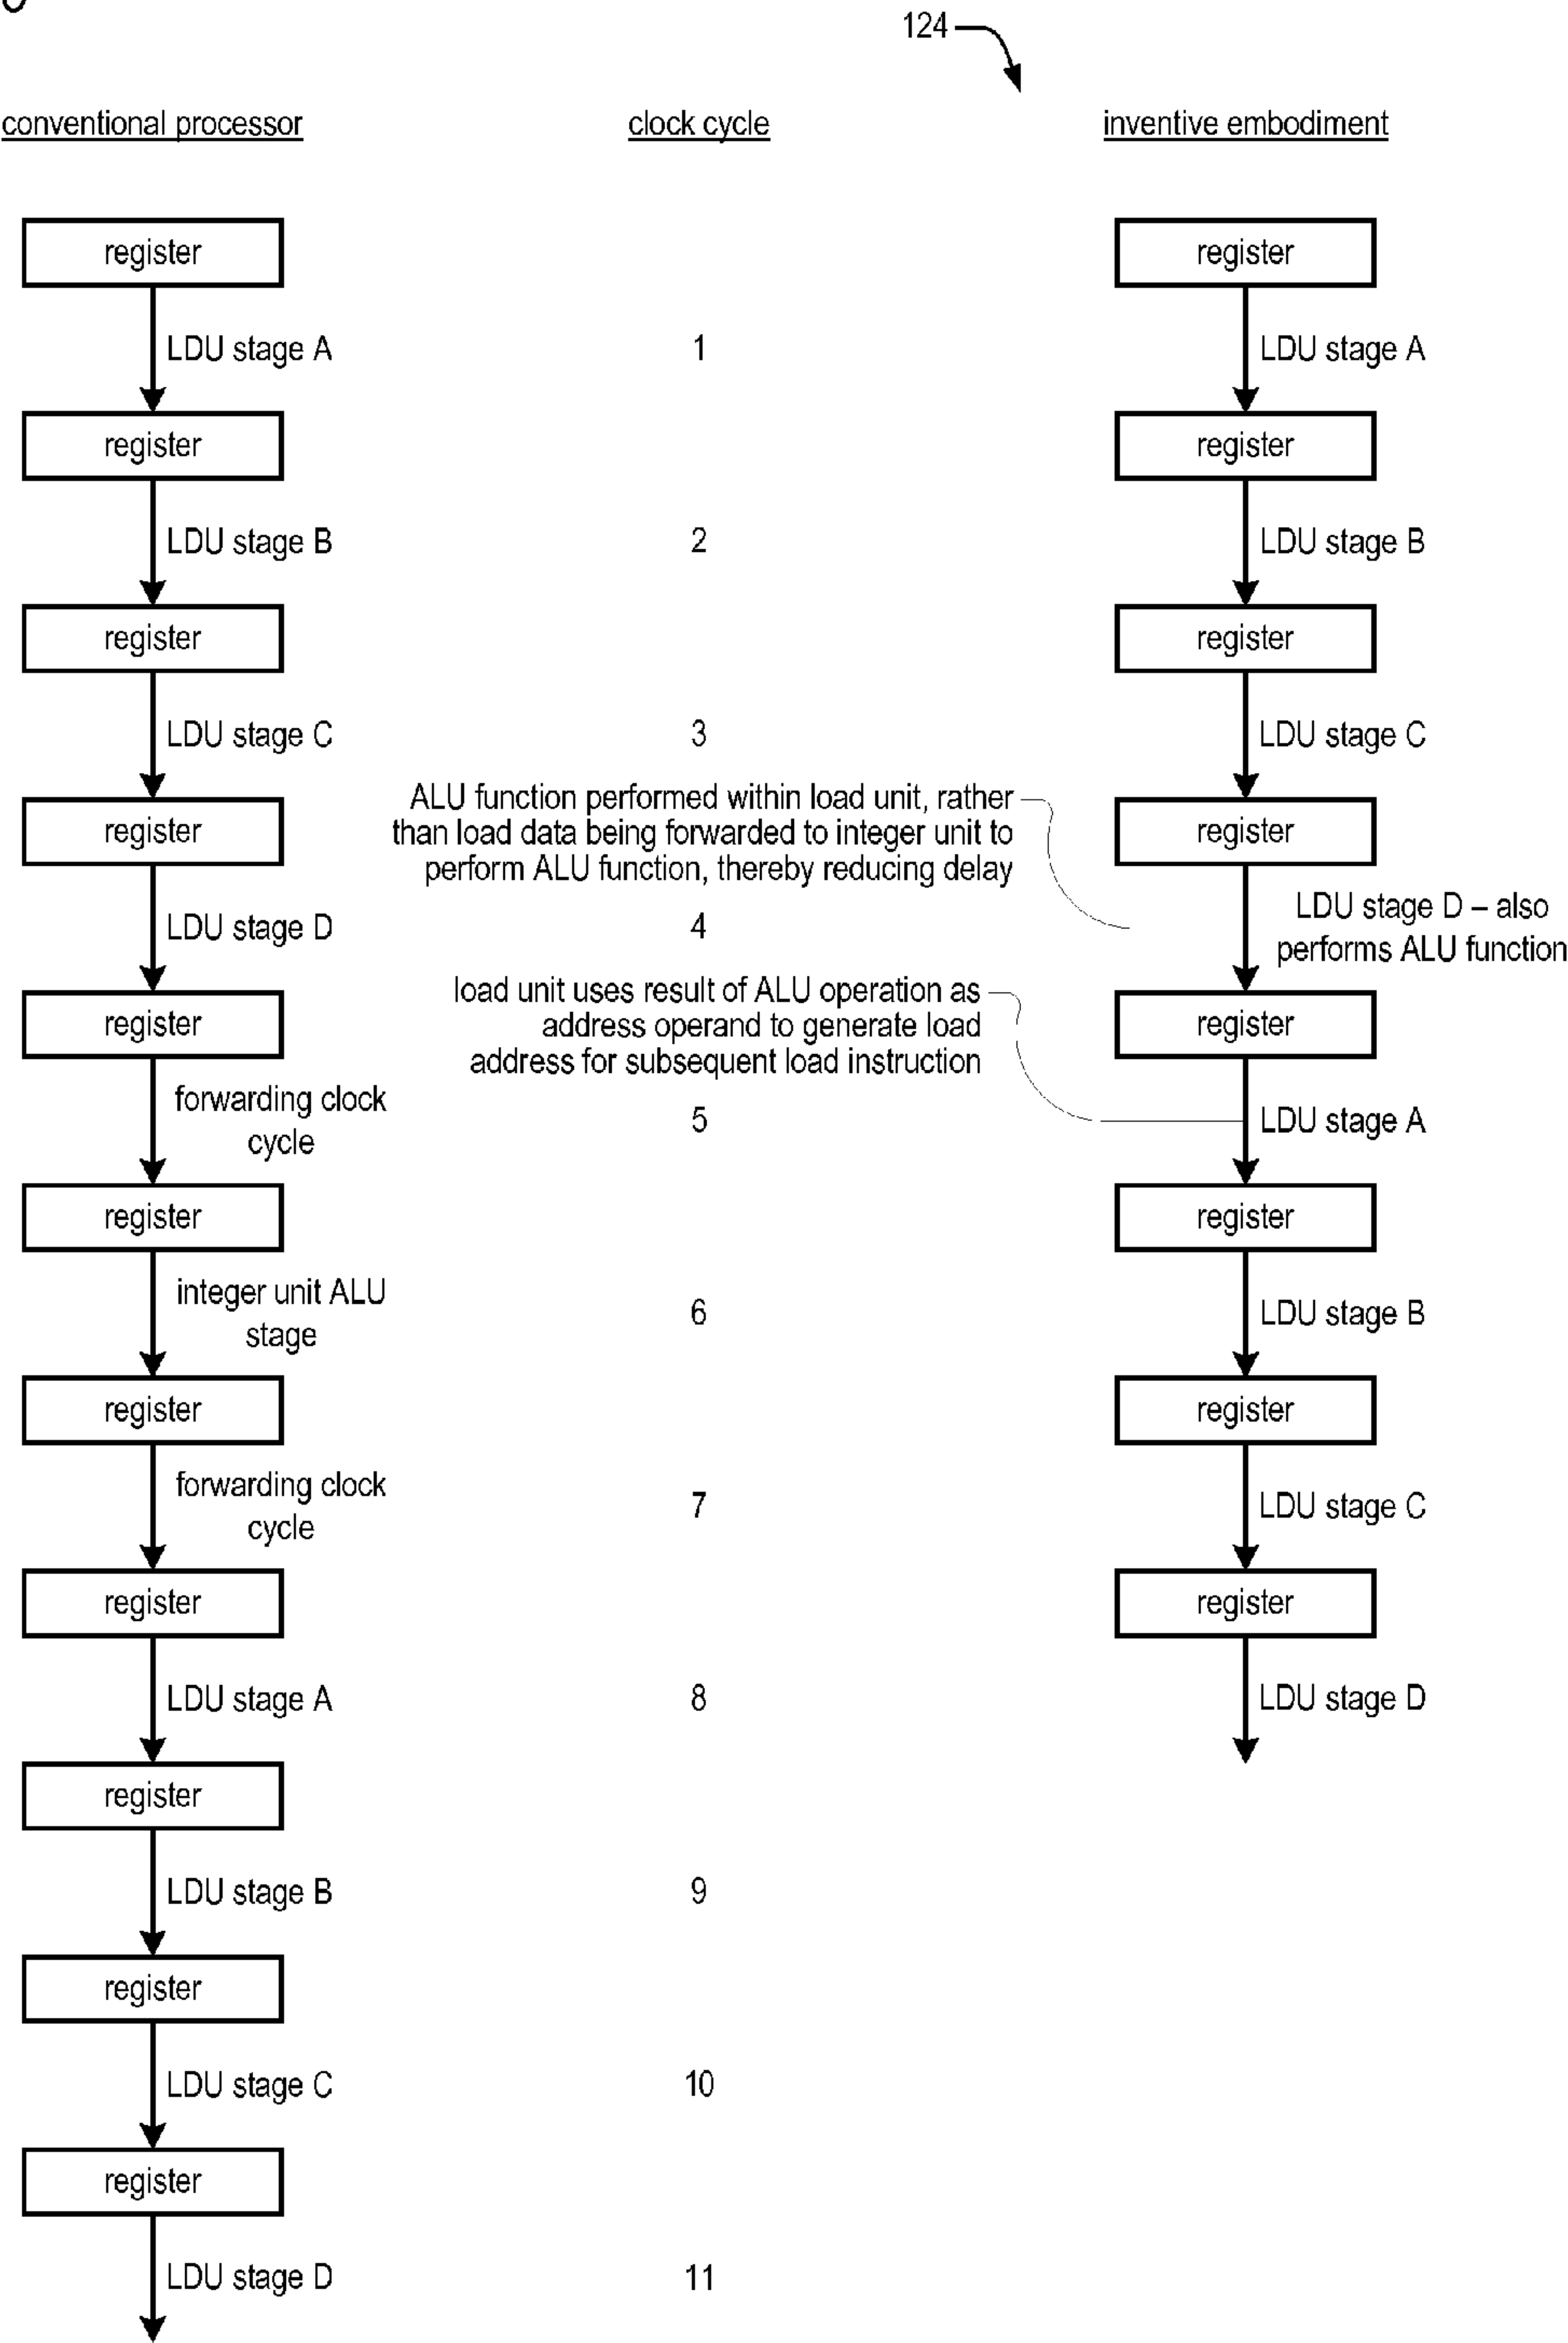 124
conventional processor
clock cycle
inventive embodiment
register
register
LDU stage A
1
LDU stage A
register
register
LDU stage B
2
LDU stage B
register
register
LDU stage C
3
LDU stage C
ALU function performed within load unit, rather
than load data being forwarded to integer unit to
perform ALU function, thereby reducing delay
register
register
LDU stage D
4
LDU stage D – also
performs ALU function
load unit uses result of ALU operation as
address operand to generate load
address for subsequent load instruction
register
register
forwarding clock
cycle
5
LDU stage A
register
register
integer unit ALU
stage
6
LDU stage B
register
register
forwarding clock
cycle
7
LDU stage C
register
register
LDU stage A
8
LDU stage D
register
LDU stage B
9
register
LDU stage C
10
register
LDU stage D
11